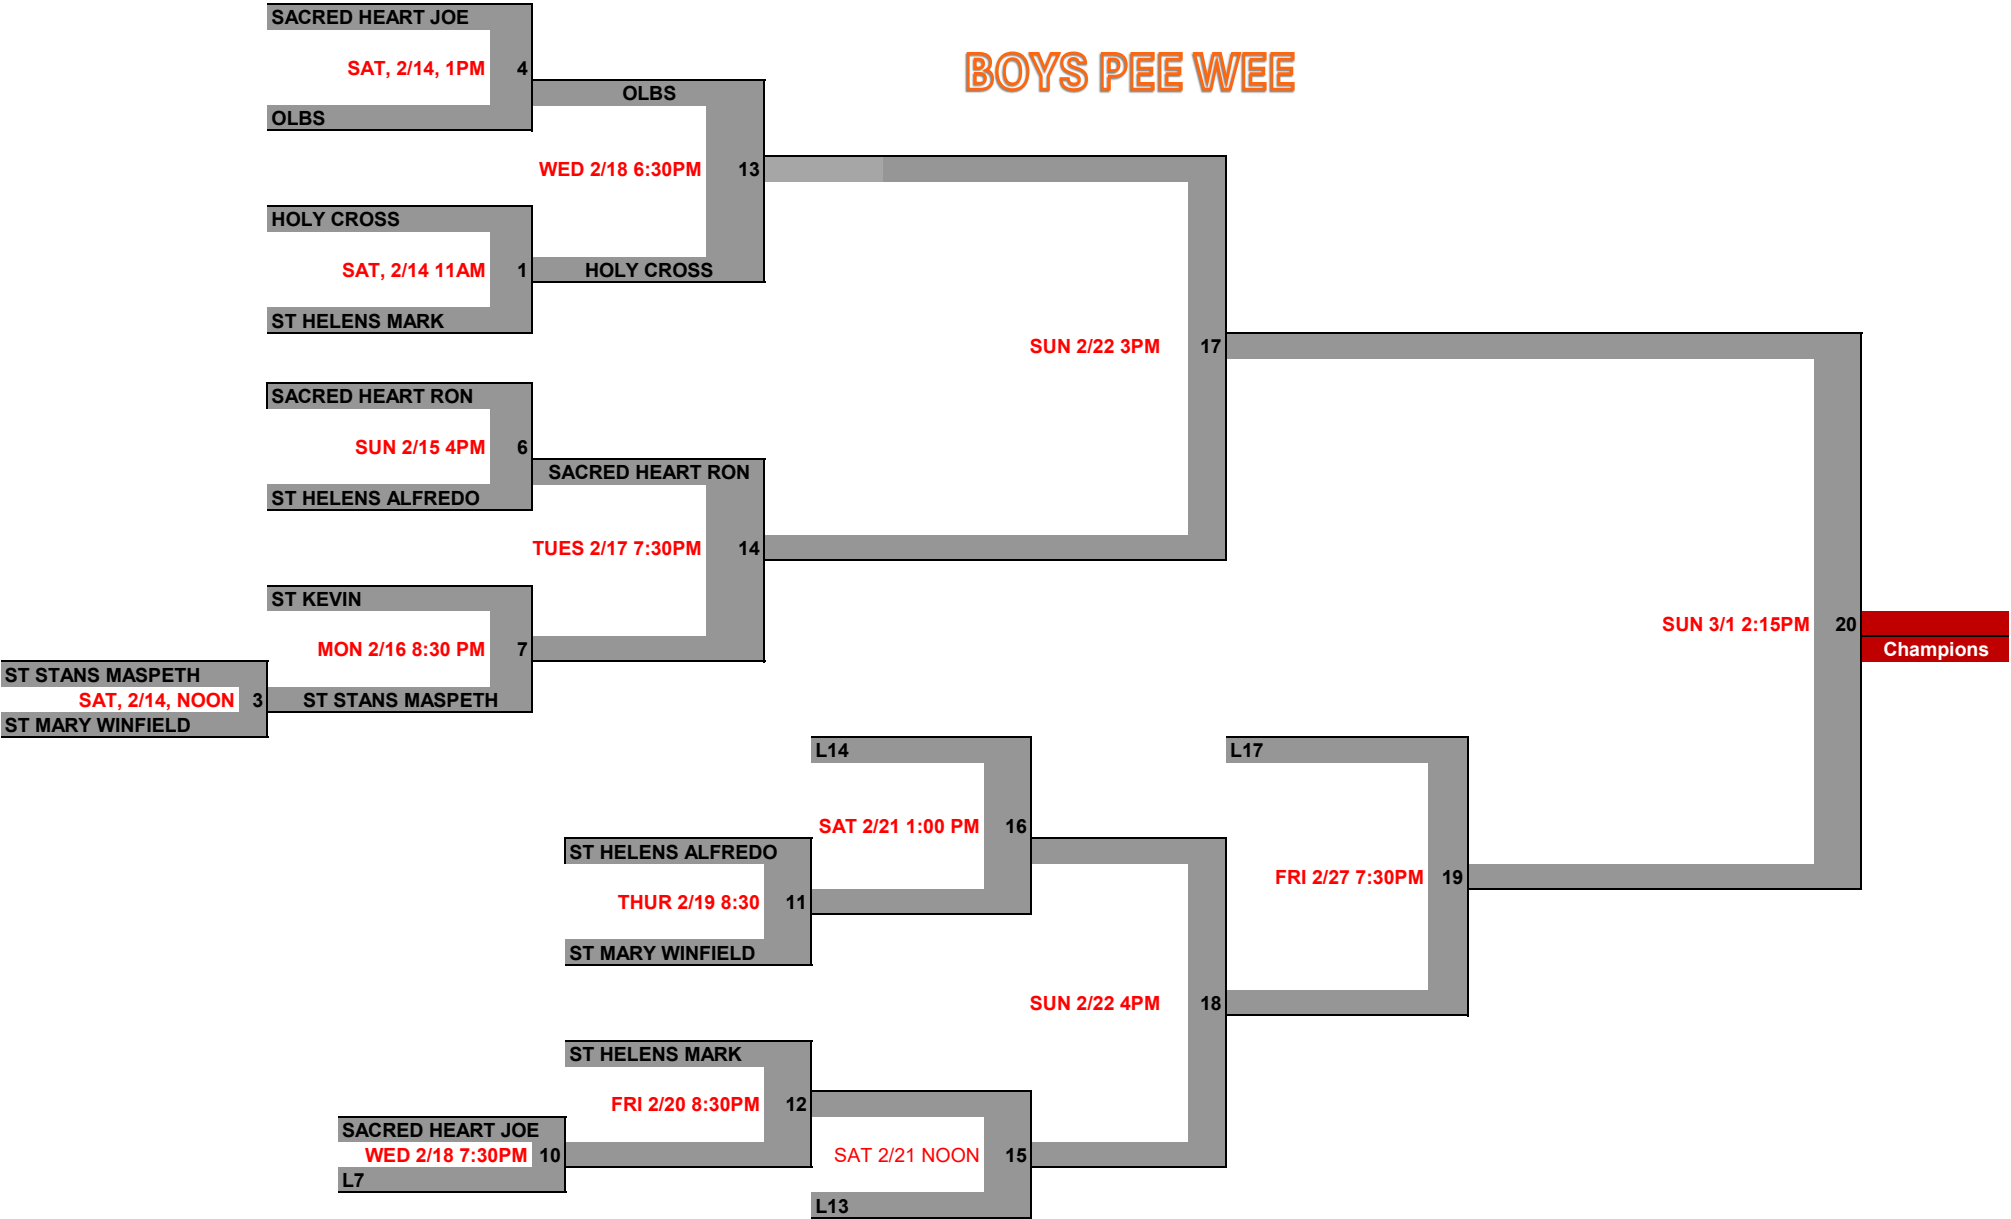 SACRED HEART JOE
SAT, 2/14, 1PM 4
BOYS PEE WEE
OLBS
OLBS
WED 2/18 6:30PM 13
HOLY CROSS
SAT, 2/14 11AM 1
HOLY CROSS
ST HELENS MARK
SUN 2/22 3PM 17
SACRED HEART RON
SUN 2/15 4PM 6
SACRED HEART RON
ST HELENS ALFREDO
TUES 2/17 7:30PM 14
ST KEVIN
SUN 3/1 2:15PM 20
MON 2/16 8:30 PM 7
Champions
ST STANS MASPETH
SAT, 2/14, NOON 3
ST STANS MASPETH
ST MARY WINFIELD
L14
L17
SAT 2/21 1:00 PM 16
ST HELENS ALFREDO
FRI 2/27 7:30PM 19
THUR 2/19 8:30 11
ST MARY WINFIELD
SUN 2/22 4PM 18
ST HELENS MARK
FRI 2/20 8:30PM 12
SACRED HEART JOE
WED 2/18 7:30PM 10
SAT 2/21 NOON 15
L7
L13